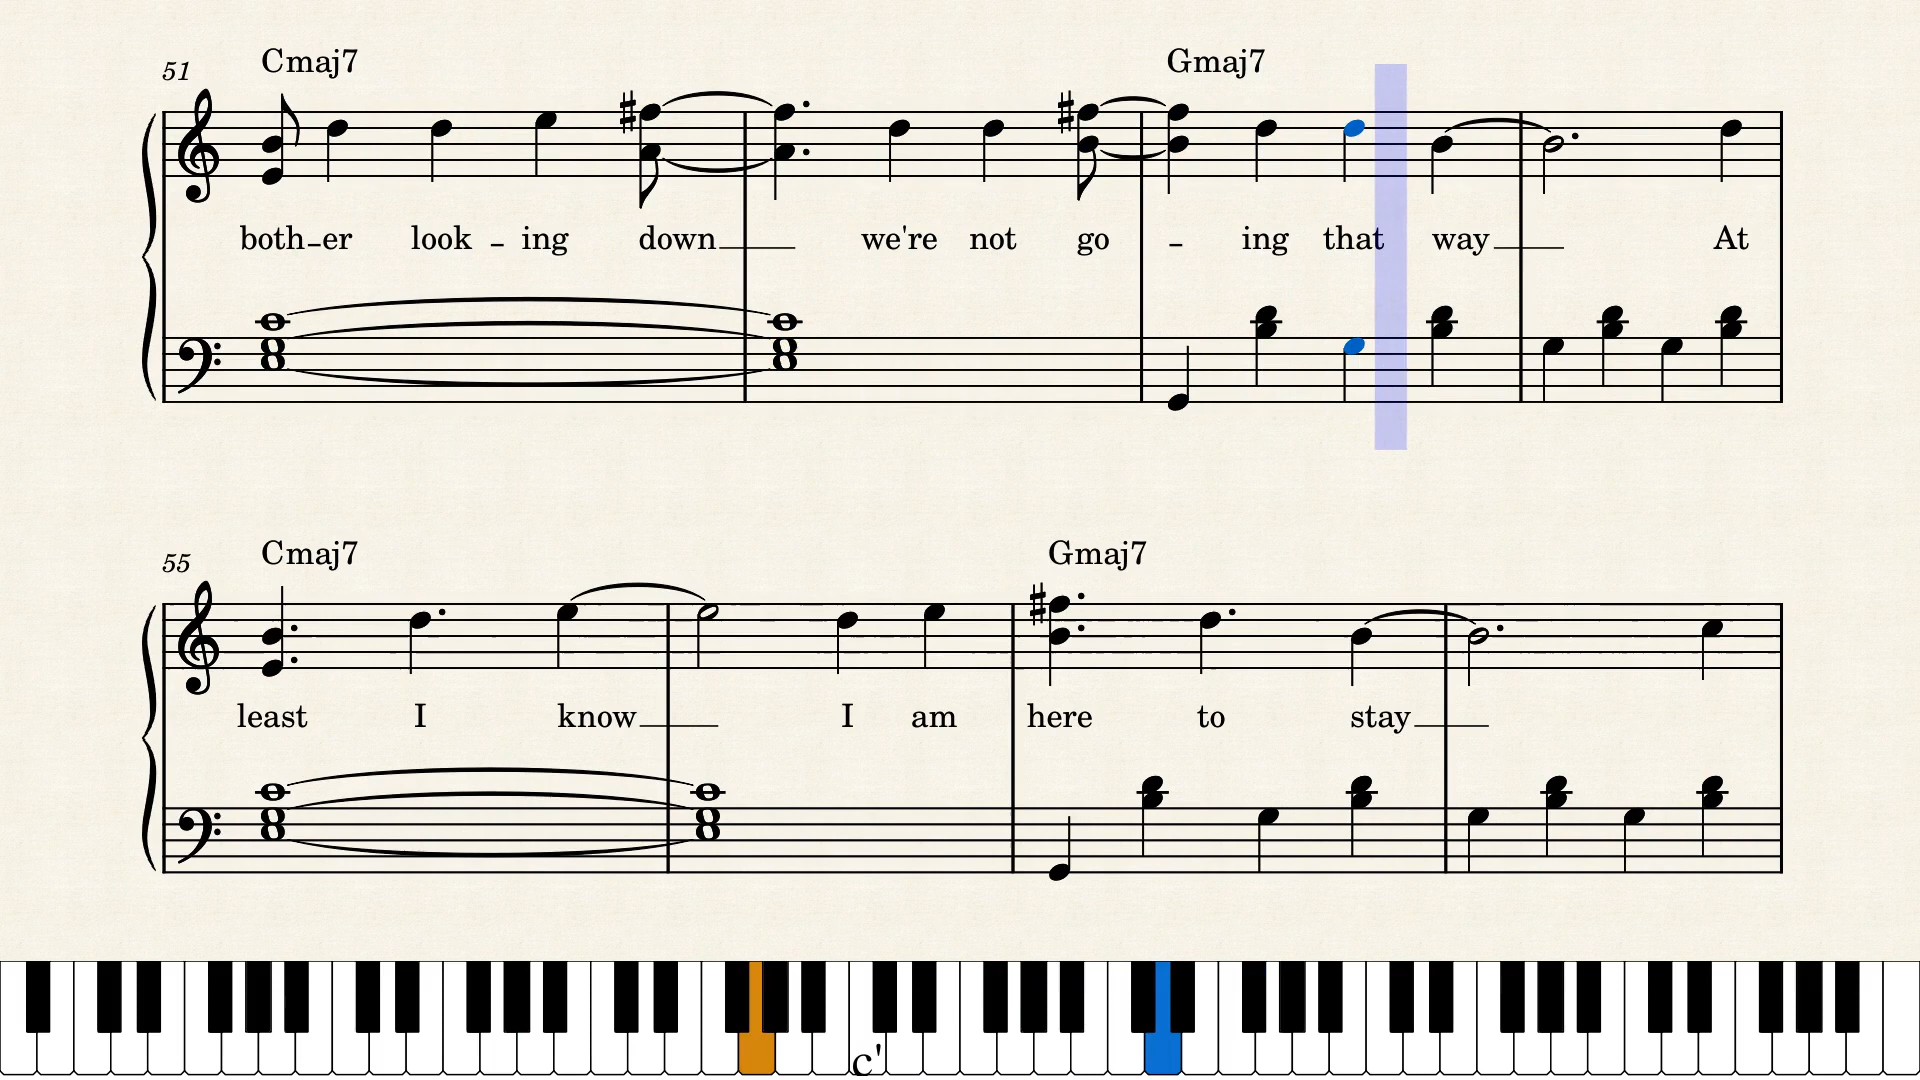 Cmaj7 Gmaj7
51
both-er look - ing down we're not go - ing that way At
Cmaj7 Gmaj7
55
least I know I am here to stay
c'